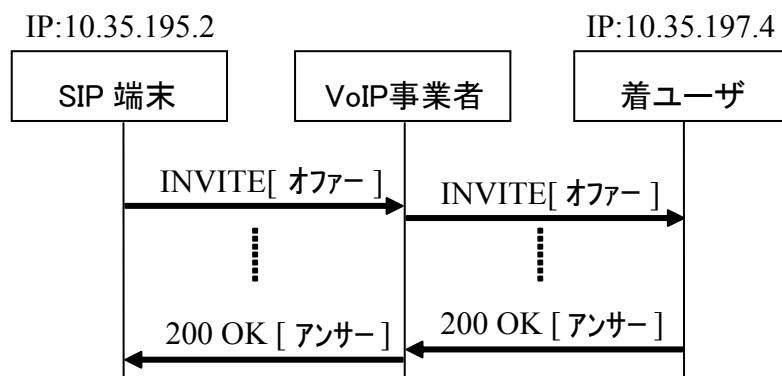 IP:10.35.195.2
IP:10.35.197.4
SIP 端末
VoIP事業者
着ユーザ
INVITE[ オファー ]
INVITE[ オファー ]
200 OK [ アンサー ]
200 OK [ アンサー ]